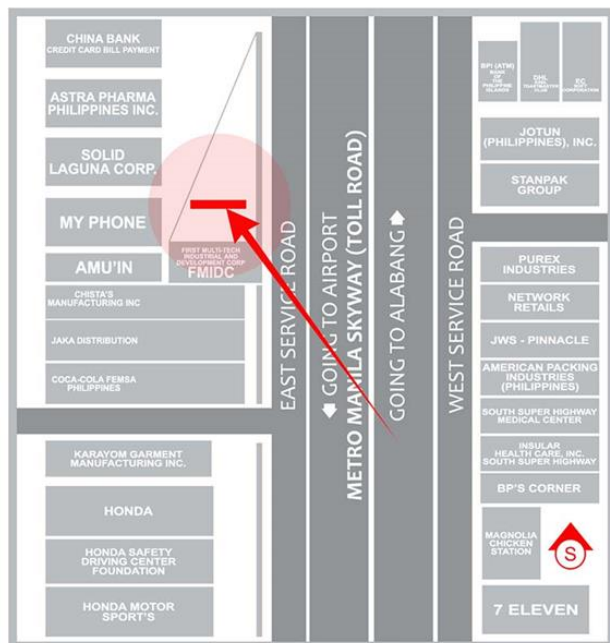 CHINA BANK
CREDIT CARD BILL PAYMENT
ASTRA PHARMA
PHILIPPINES INC.
SOLID
LAGUNA CORP.
MY PHONE
AMU'IN
FIRST MULTI-TECH
INDUSTRIAL AND
DEVELOPMENT CORP
FMIDC
CHISTA'S
MANUFACTURING INC
JAKA DISTRIBUTION
COCA-COLA FEMSA
PHILIPPINES
KARAYOM GARMENT
MANUFACTURING INC.
HONDA
HONDA SAFETY
DRIVING CENTER
FOUNDATION
HONDA MOTOR
SPORT'S
EAST SERVICE ROAD
GOING TO AIRPORT
METRO MANILA SKYWAY (TOLL ROAD)
GOING TO ALABANG
WEST SERVICE ROAD
BPI (ATM)
BANK
OF THE
PHILIPPINE
ISLANDS
DHL
TOASTMASTER
CLUB
EC
SOFT
CORPORATION
JOTUN
(PHILIPPINES), INC.
STANPAK
GROUP
PUREX
INDUSTRIES
NETWORK
RETAILS
JWS - PINNACLE
AMERICAN PACKING
INDUSTRIES
(PHILIPPINES)
SOUTH SUPER HIGHWAY
MEDICAL CENTER
INSULAR
HEALTH CARE, INC.
SOUTH SUPER HIGHWAY
BP'S CORNER
MAGNOLIA
CHICKEN
STATION
S
7 ELEVEN